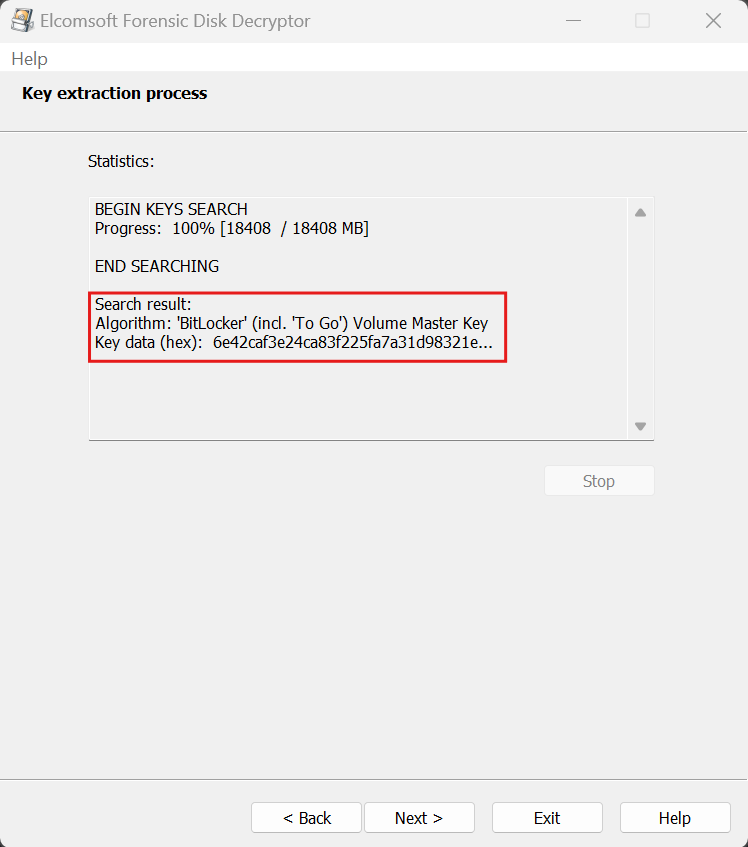 Elcomsoft Forensic Disk Decryptor
Help
Key extraction process
Statistics:
BEGIN KEYS SEARCH
Progress:  100% [18408  / 18408 MB]
END SEARCHING
Search result:
Algorithm: 'BitLocker' (incl. 'To Go') Volume Master Key
Key data (hex):  6e42caf3e24ca83f225fa7a31d98321e...
Stop
< Back
Next >
Exit
Help